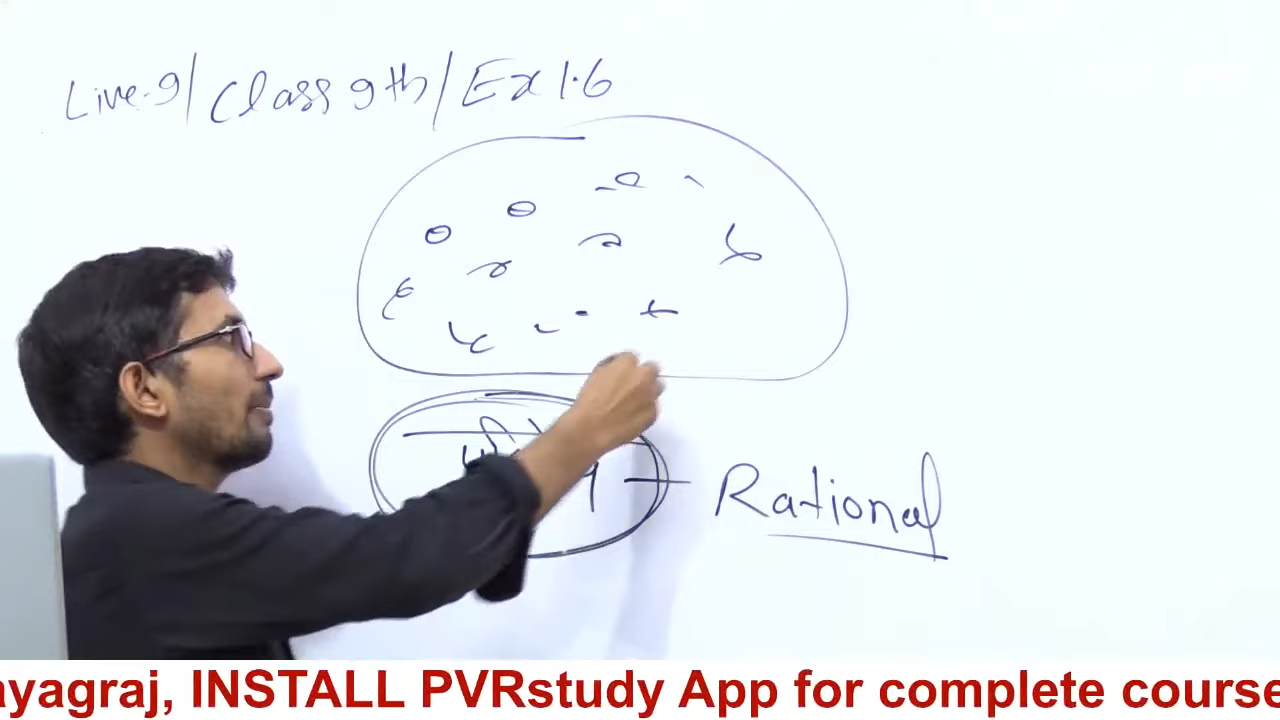 Live-9/Class 9th/Ex 1.6
Rational
ayagraj, INSTALL PVRstudy App for complete course